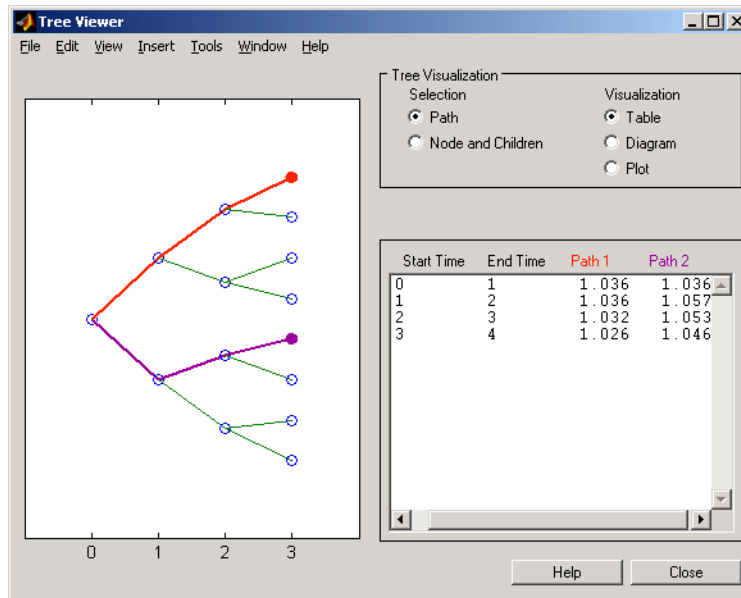 Tree Viewer
File Edit View Insert Tools Window Help
Tree Visualization
Selection Visualization
Path Table
Node and Children Diagram
Plot
Start Time End Time Path 1 Path 2
0 1 1.036 1.036
1 2 1.036 1.057
2 3 1.032 1.053
3 4 1.026 1.046
0 1 2 3
Help Close